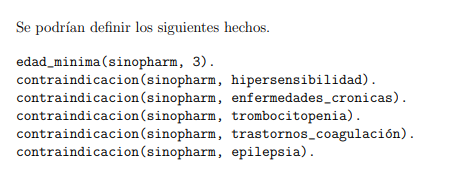 Se podrían definir los siguientes hechos.
edad_minima(sinopharm, 3).
contraindicacion(sinopharm, hipersensibilidad).
contraindicacion(sinopharm, enfermedades_cronicas).
contraindicacion(sinopharm, trombocitopenia).
contraindicacion(sinopharm, trastornos_coagulación).
contraindicacion(sinopharm, epilepsia).